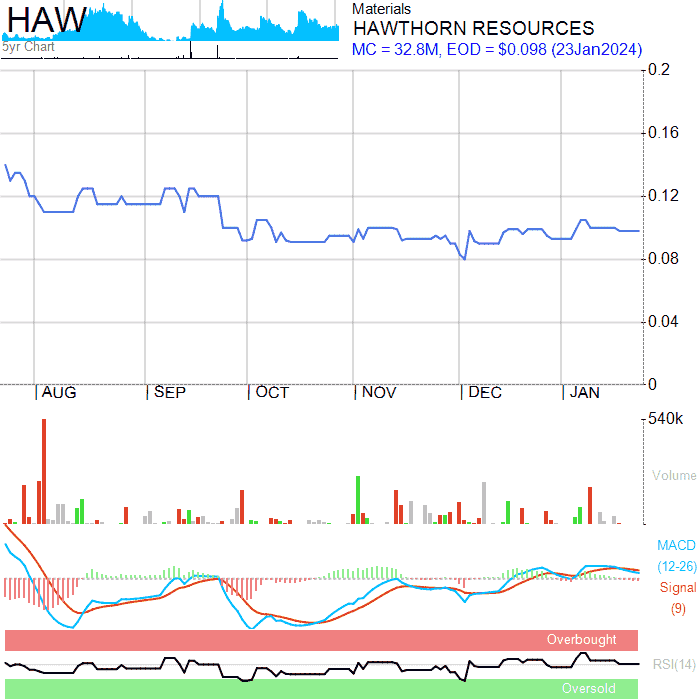 HAW
5yr Chart
Materials
HAWTHORN RESOURCES
MC = 32.8M, EOD = $0.098 (23Jan2024)
0.2
0.16
0.12
0.08
0.04
0
AUG SEP OCT NOV DEC JAN
540k
Volume
MACD
(12-26)
Signal
(9)
Overbought
RSI(14)
Oversold